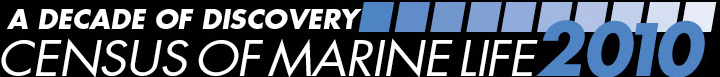 A DECADE OF DISCOVERY
CENSUS OF MARINE LIFE 2010